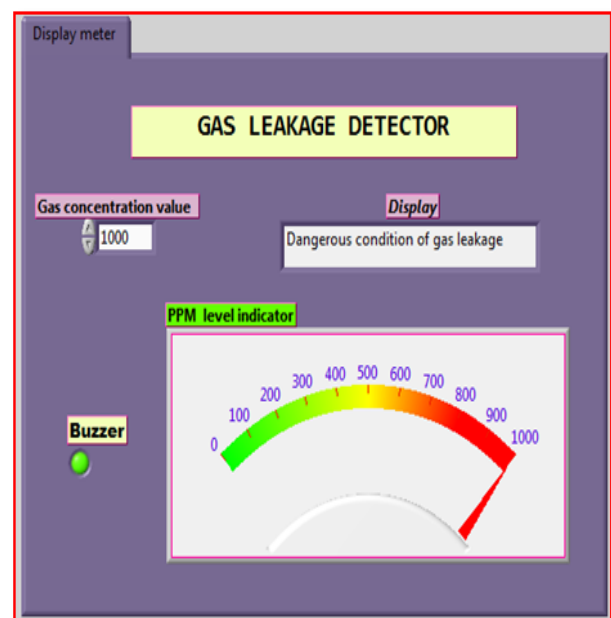 Display meter
GAS LEAKAGE DETECTOR
Gas concentration value
1000
Display
Dangerous condition of gas leakage
PPM level indicator
0
100
200
300
400
500
600
700
800
900
1000
Buzzer